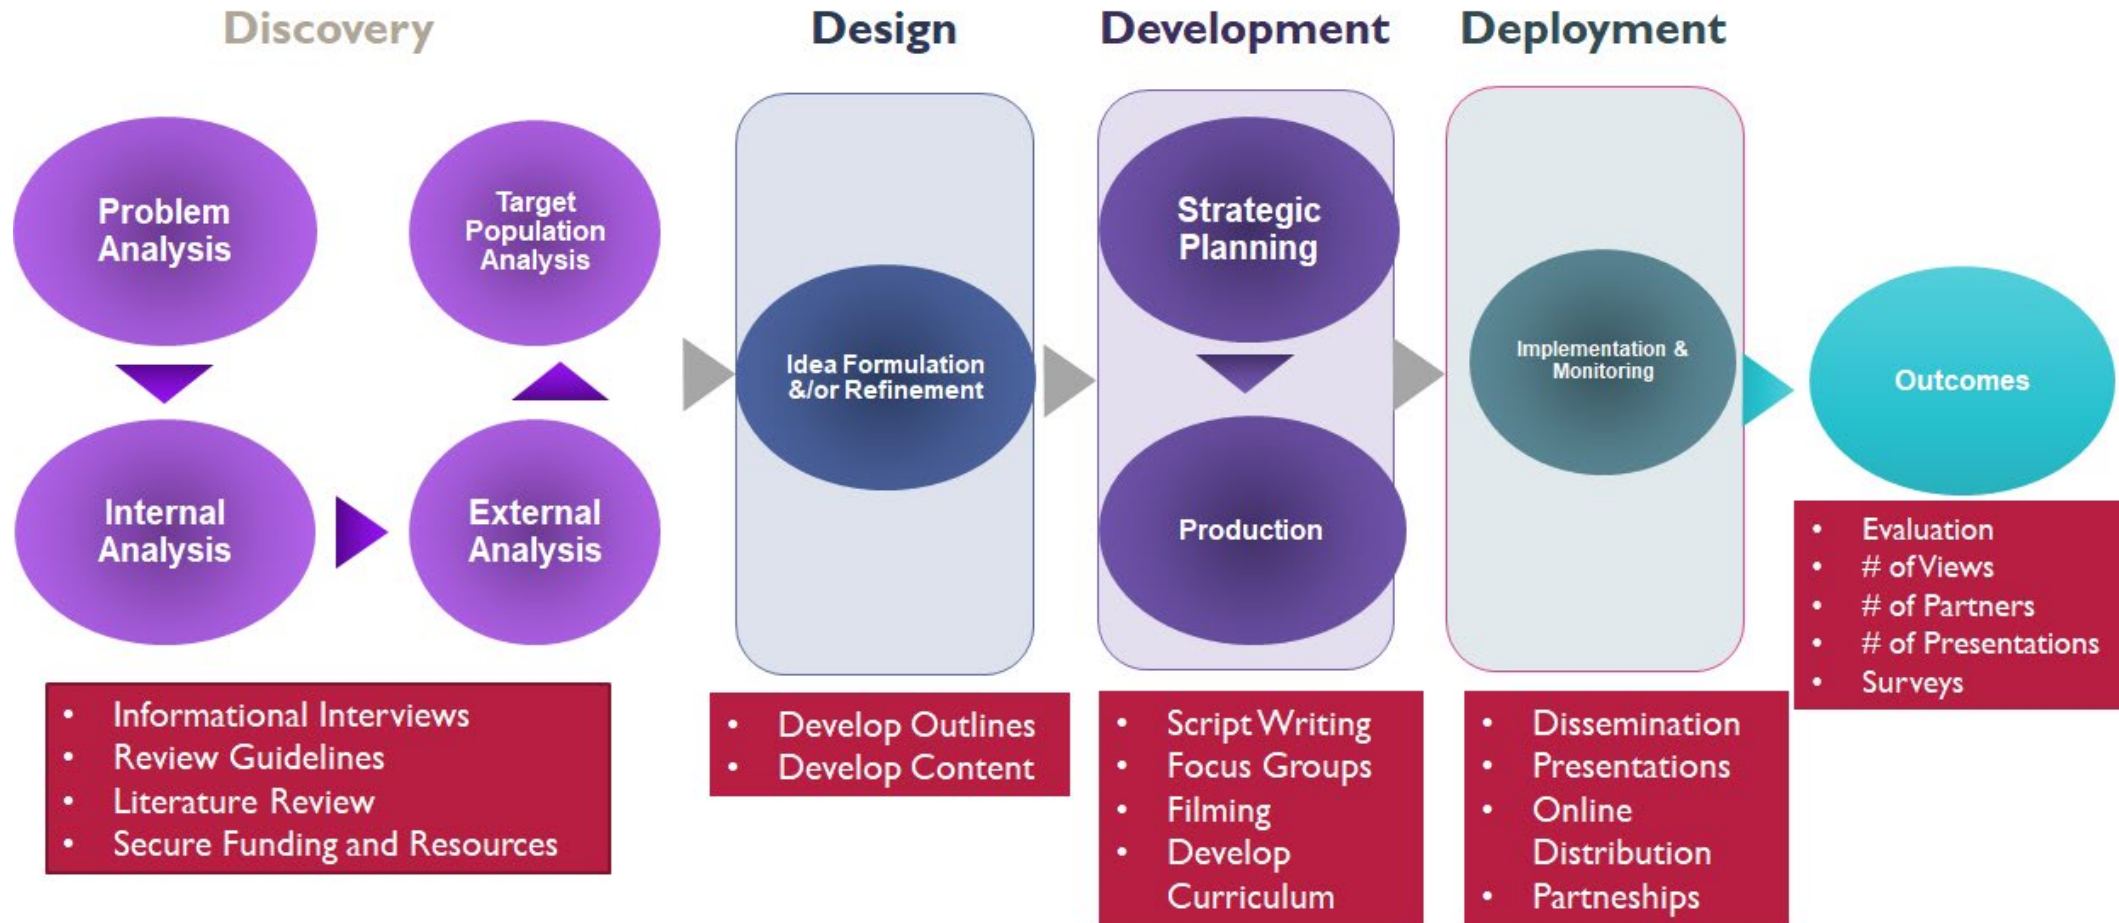 Discovery
Design
Development
Deployment
Problem
Analysis
Target
Population
Analysis
Internal
Analysis
External
Analysis
Idea Formulation
&/or Refinement
Strategic
Planning
Production
Implementation &
Monitoring
Outcomes
• Informational Interviews
• Review Guidelines
• Literature Review
• Secure Funding and Resources
• Develop Outlines
• Develop Content
• Script Writing
• Focus Groups
• Filming
• Develop
Curriculum
• Dissemination
• Presentations
• Online
Distribution
• Partneships
• Evaluation
• # of Views
• # of Partners
• # of Presentations
• Surveys